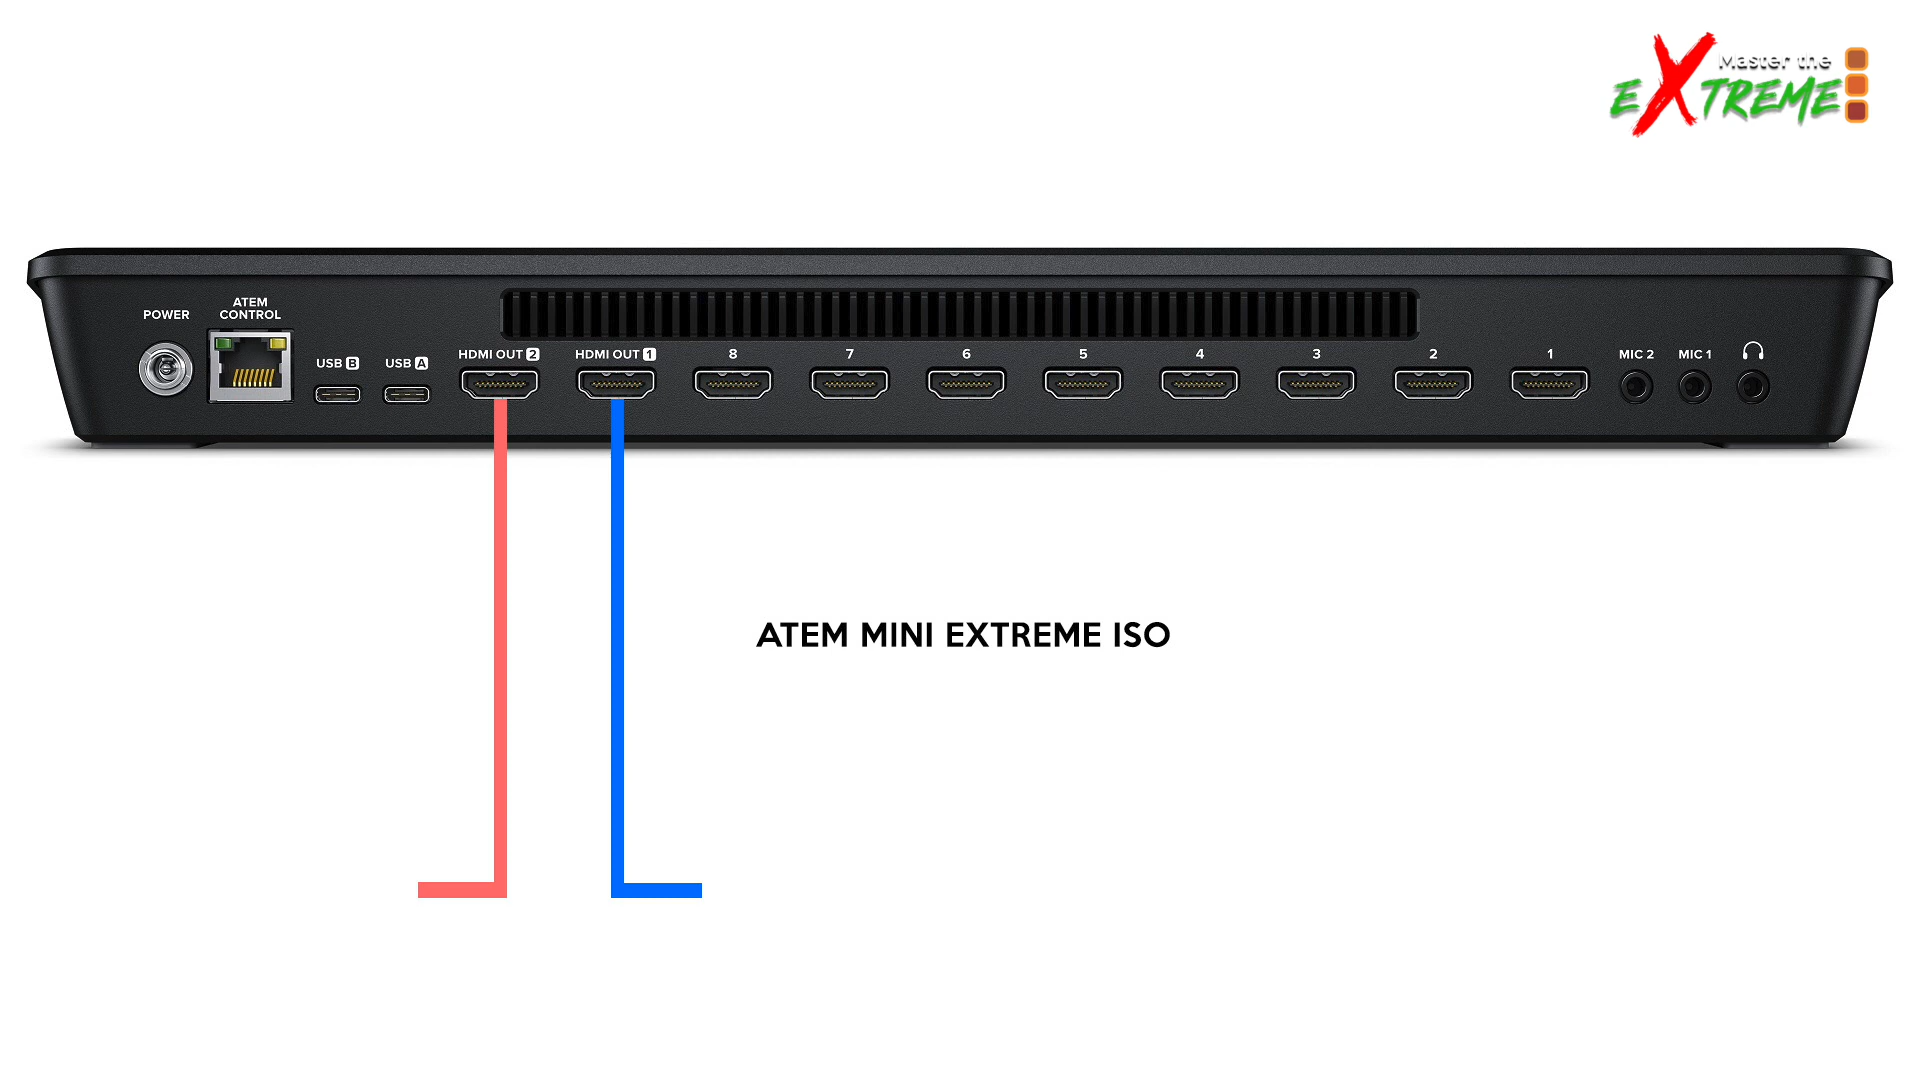 Master the
EXTREME
POWER
ATEM
CONTROL
USB B
USB A
HDMI OUT 2
HDMI OUT 1
8
7
6
5
4
3
2
1
MIC 2
MIC 1
ATEM MINI EXTREME ISO